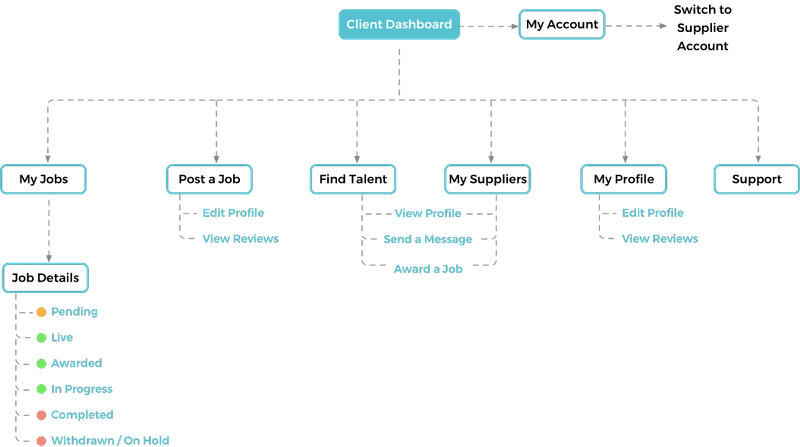 Client Dashboard
My Account
Switch to
Supplier
Account
My Jobs
Post a Job
Find Talent
My Suppliers
My Profile
Support
Edit Profile
View Reviews
View Profile
Send a Message
Award a Job
Edit Profile
View Reviews
Job Details
Pending
Live
Awarded
In Progress
Completed
Withdrawn / On Hold